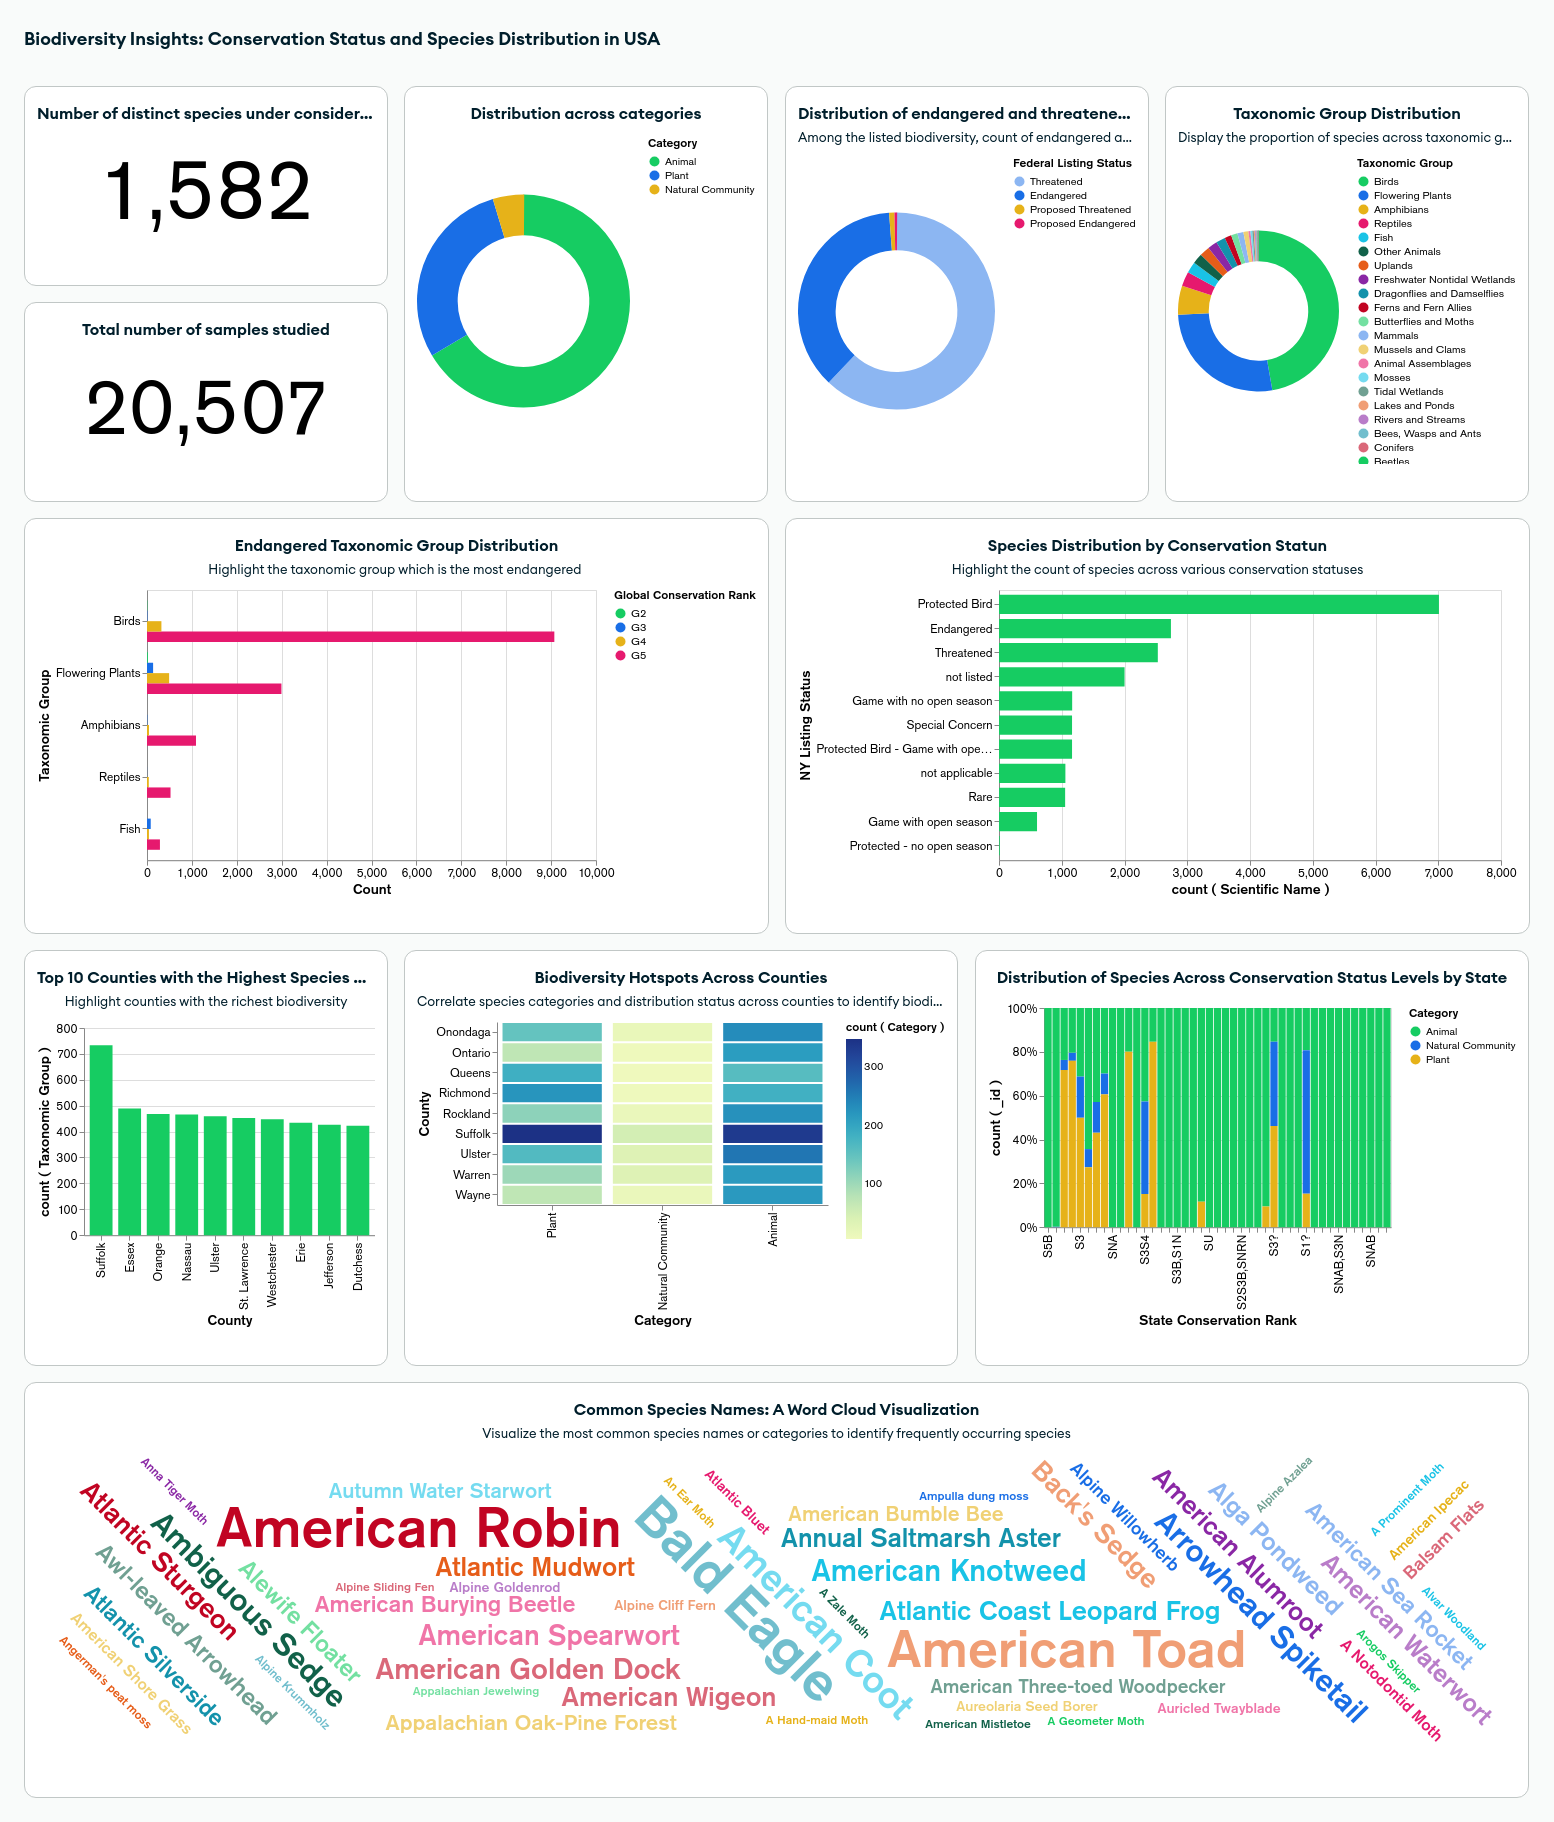 Biodiversity Insights: Conservation Status and Species Distribution in USA
Number of distinct species under consider...
1,582
Total number of samples studied
20,507
Distribution across categories
Category
Animal
Plant
Natural Community
Distribution of endangered and threatene...
Among the listed biodiversity, count of endangered a...
Federal Listing Status
Threatened
Endangered
Proposed Threatened
Proposed Endangered
Taxonomic Group Distribution
Display the proportion of species across taxonomic g...
Taxonomic Group
Birds
Flowering Plants
Amphibians
Reptiles
Fish
Other Animals
Uplands
Freshwater Nontidal Wetlands
Dragonflies and Damselflies
Ferns and Fern Allies
Butterflies and Moths
Mammals
Mussels and Clams
Animal Assemblages
Mosses
Tidal Wetlands
Lakes and Ponds
Rivers and Streams
Bees, Wasps and Ants
Conifers
Beetles
Endangered Taxonomic Group Distribution
Highlight the taxonomic group which is the most endangered
Taxonomic Group
Birds
Flowering Plants
Amphibians
Reptiles
Fish
0 1,000 2,000 3,000 4,000 5,000 6,000 7,000 8,000 9,000 10,000
Count
Global Conservation Rank
G2
G3
G4
G5
Species Distribution by Conservation Statun
Highlight the count of species across various conservation statuses
NY Listing Status
Protected Bird
Endangered
Threatened
not listed
Game with no open season
Special Concern
Protected Bird - Game with ope...
not applicable
Rare
Game with open season
Protected - no open season
0 1,000 2,000 3,000 4,000 5,000 6,000 7,000 8,000
count ( Scientific Name )
Top 10 Counties with the Highest Species ...
Highlight counties with the richest biodiversity
count ( Taxonomic Group )
800
700
600
500
400
300
200
100
0
Suffolk
Essex
Orange
Nassau
Ulster
St. Lawrence
Westchester
Erie
Jefferson
Dutchess
County
Biodiversity Hotspots Across Counties
Correlate species categories and distribution status across counties to identify biodi...
County
Onondaga
Ontario
Queens
Richmond
Rockland
Suffolk
Ulster
Warren
Wayne
Plant
Natural Community
Animal
Category
count ( Category )
300
200
100
Distribution of Species Across Conservation Status Levels by State
count ( _id )
100%
80%
60%
40%
20%
0%
S5B
S3
SNA
S3S4
S3B,S1N
SU
S2S3B,SNRN
S3?
S1?
SNAB,S3N
SNAB
State Conservation Rank
Category
Animal
Natural Community
Plant
Common Species Names: A Word Cloud Visualization
Visualize the most common species names or categories to identify frequently occurring species
Anna Tiger Moth
Atlantic Sturgeon
Ambiguous Sedge
Awl-leaved Arrowhead
Alewife Floater
Atlantic Silverside
American Shore Grass
Angerman's peat moss
Alpine Krumholz
Autumn Water Starwort
American Robin
Atlantic Mudwort
Alpine Sliding Fen
Alpine Goldenrod
American Burying Beetle
Alpine Cliff Fern
American Spearwort
American Golden Dock
Appalachian Jewelwing
American Wigeon
Appalachian Oak-Pine Forest
An Ear Moth
Atlantic Bluet
Bald Eagle
American Coot
A Zale Moth
A Hand-maid Moth
Ampulla dung moss
American Bumble Bee
Annual Saltmarsh Aster
American Knotweed
Atlantic Coast Leopard Frog
American Toad
American Three-toed Woodpecker
Aureolaria Seed Borer
American Mistletoe
A Geometer Moth
Auricled Twayblade
Back's Sedge
Alpine Willowherb
American Alumroot
Arrowhead Spiketail
Alga Pondweed
Alpine Azalea
American Sea Rocket
American Waterwort
A Prominent Moth
American Ipecac
Balsam Flats
Alvar Woodland
Arogos Skipper
A Notodontid Moth